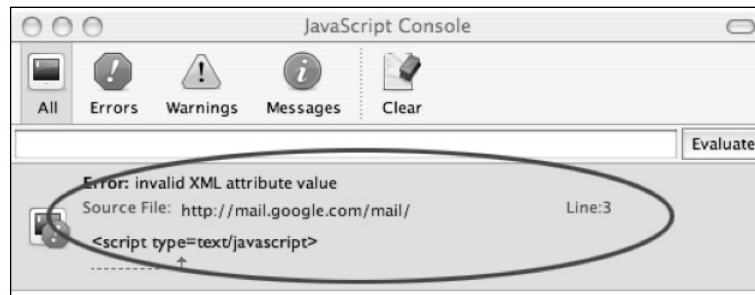 JavaScript Console
All Errors Warnings Messages Clear
Evaluate
Error: invalid XML attribute value
Source File: http://mail.google.com/mail/ Line:3
<script type=text/javascript>